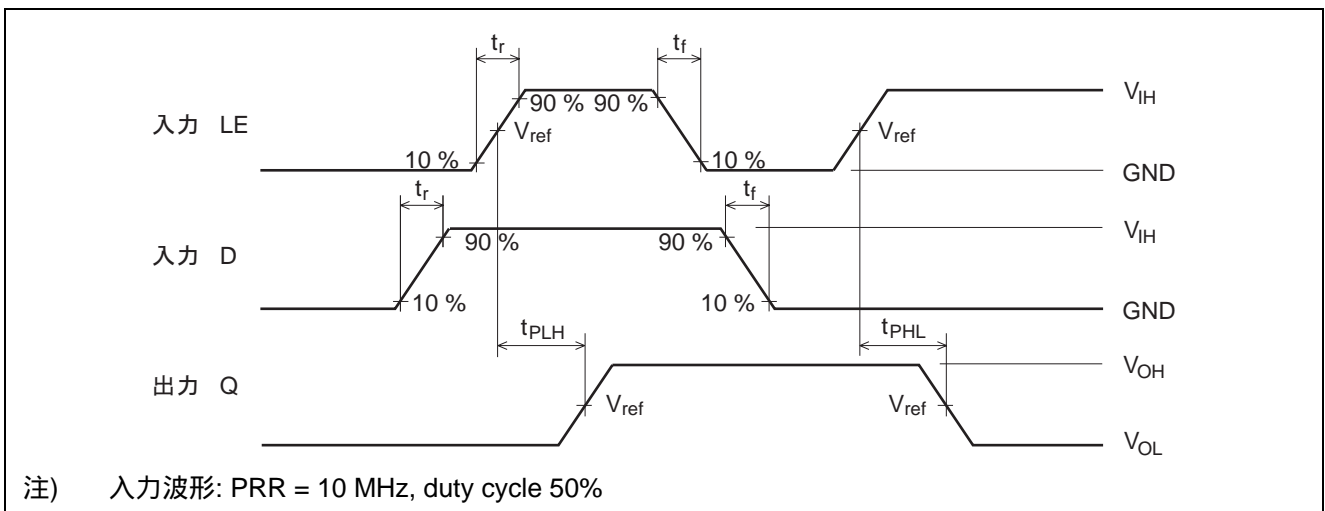 tr tf
90 % 90 % VIH
入力 LE Vref Vref
10 % 10 % GND
tr tf
VIH
90 % 90 %
入力 D
10 % 10 % GND
tPLH tPHL
VOH
出力 Q
Vref Vref
VOL
注) 入力波形: PRR = 10 MHz, duty cycle 50%